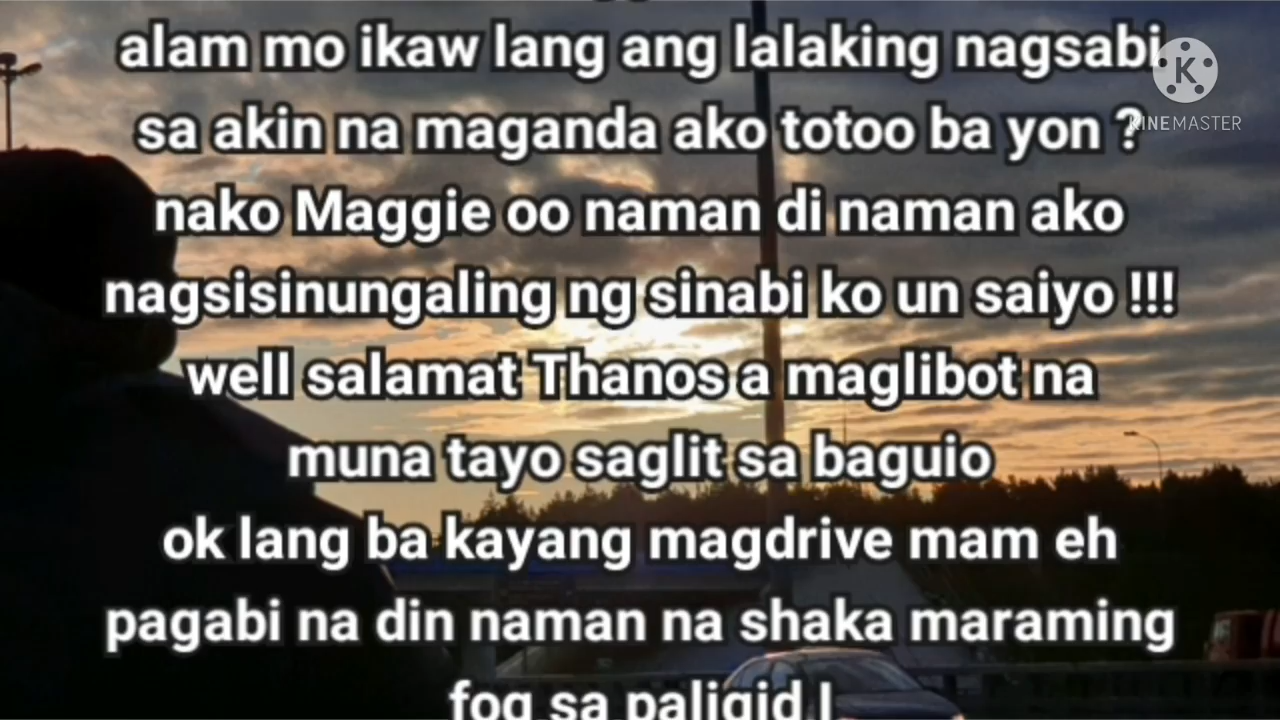 alam mo ikaw lang ang lalaking nagsabi
sa akin na maganda ako totoo ba yon ?
nako Maggie oo naman di naman ako
nagsisinungaling ng sinabi ko un saiyo !!!
well salamat Thanos a maglibot na
muna tayo saglit sa baguio
ok lang ba kayang magdrive mam eh
pagabi na din naman na shaka maraming
fog sa paligid !
K
KINEMASTER